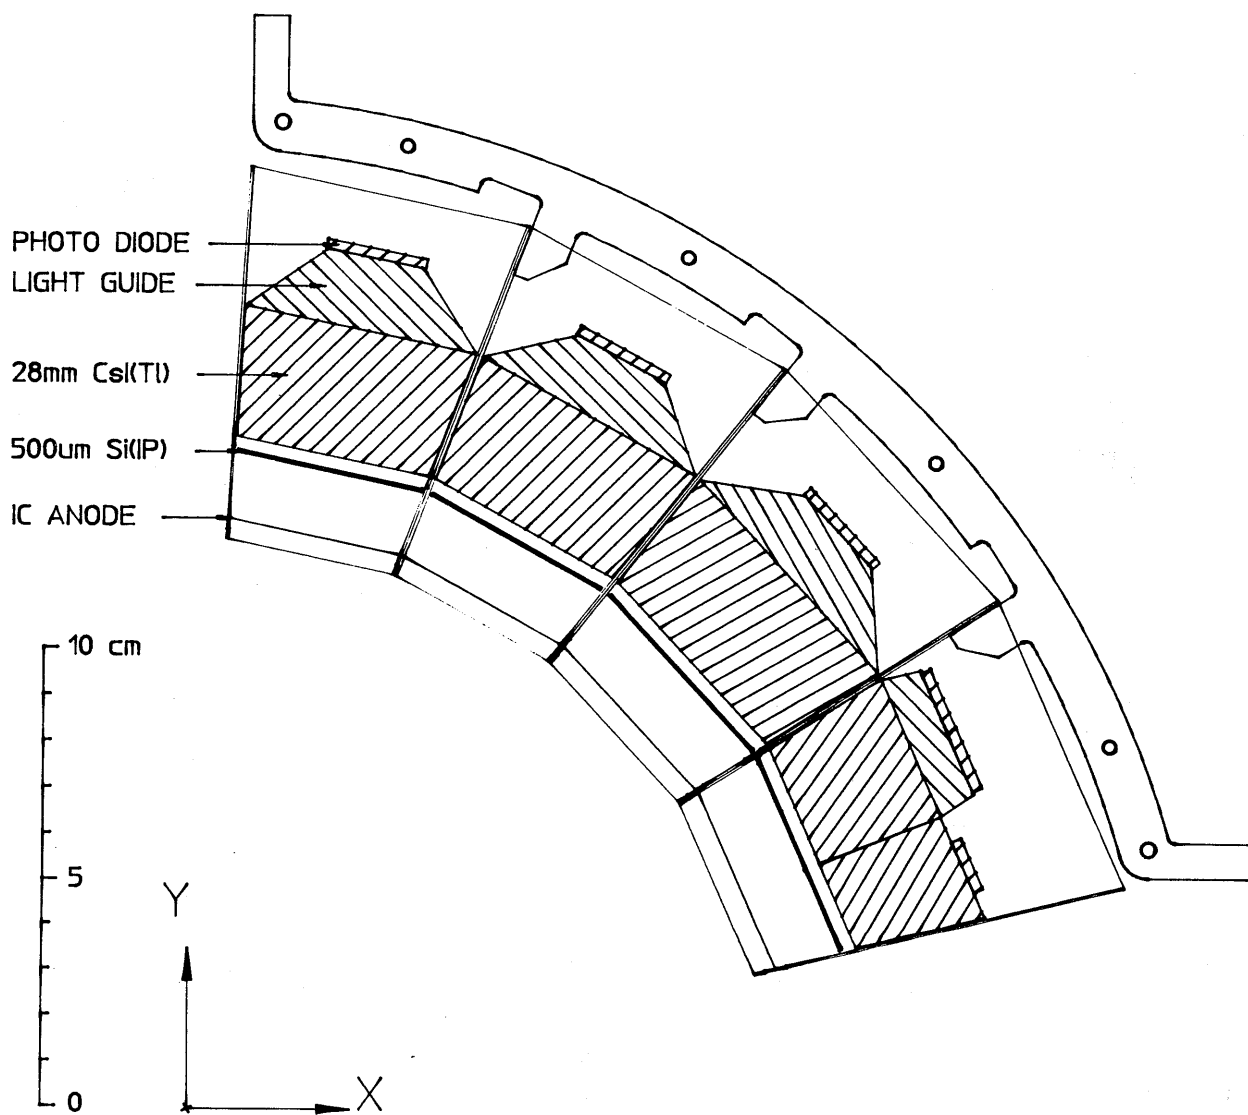 PHOTO DIODE
LIGHT GUIDE
28mm CsI(Tl)
500um Si(IP)
IC ANODE
10 cm
5
0
Y
X